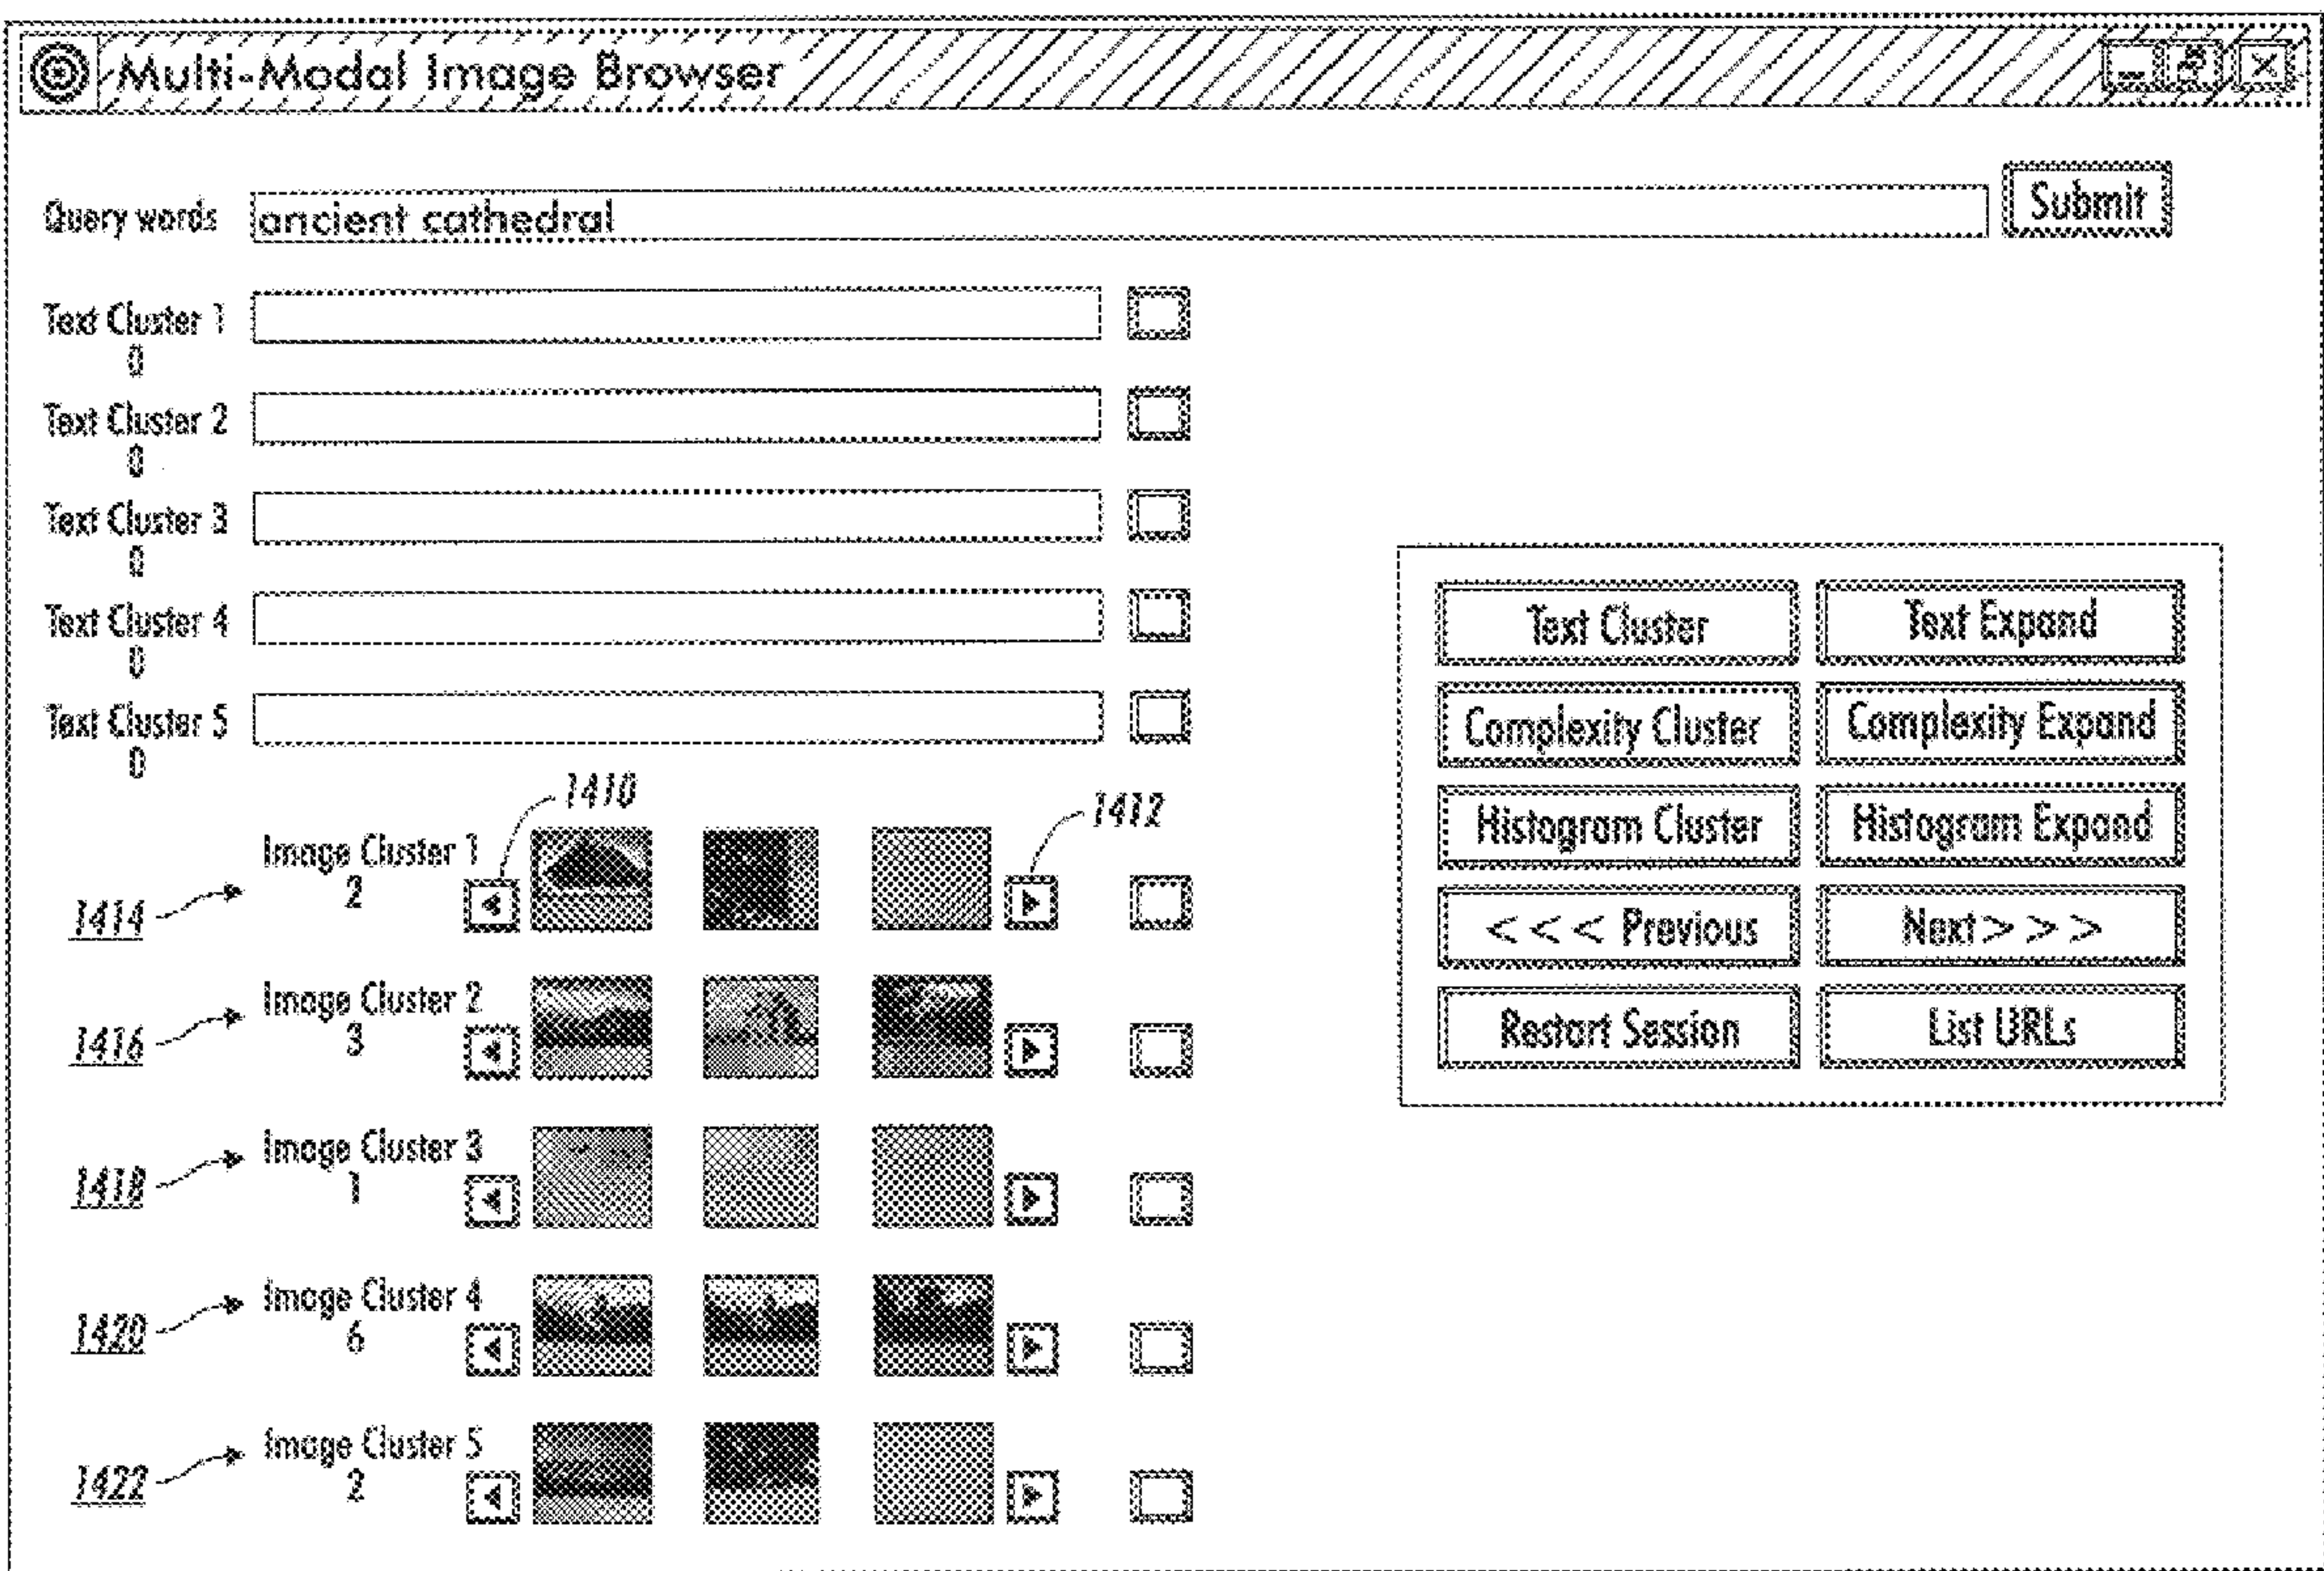 Multi-Modal Image Browser
Query words ancient cathedral Submit
Text Cluster 1
0
Text Cluster 2
0
Text Cluster 3
0
Text Cluster 4
0
Text Cluster 5
0
Text Cluster Text Expand
Complexity Cluster Complexity Expand
Histogram Cluster Histogram Expand
<<< Previous Next>>>
Restart Session List URLs
1410
1412
1414
Image Cluster 1
2
1416
Image Cluster 2
3
1418
Image Cluster 3
1
1420
Image Cluster 4
6
1422
Image Cluster 5
2